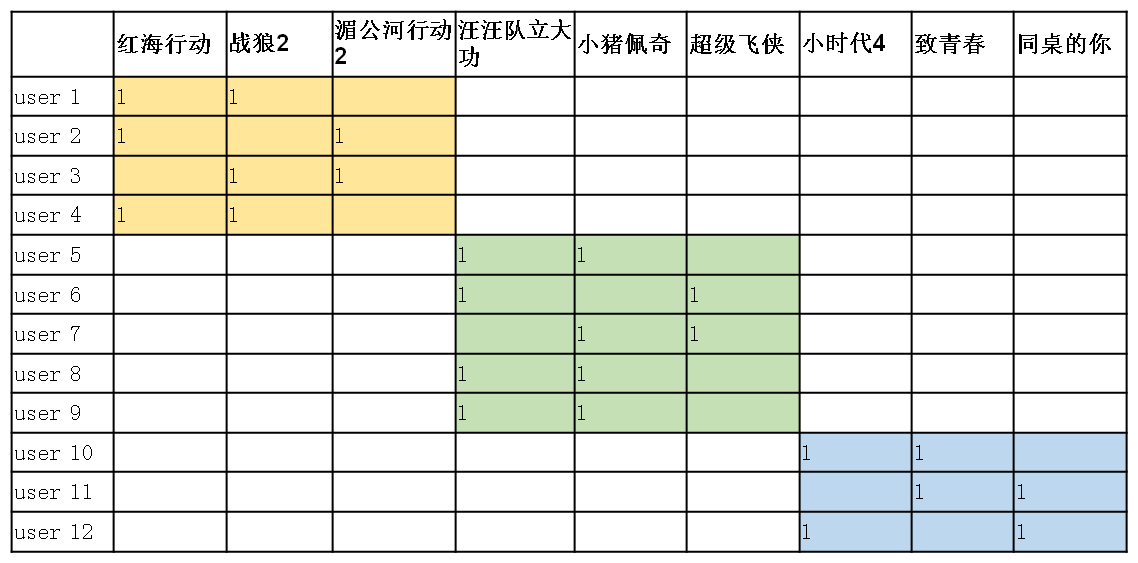 红海行动 战狼2 湄公河行动2 汪汪队立大功 小猪佩奇 超级飞侠 小时代4 致青春 同桌的你
user 1 1 1
user 2 1 1
user 3 1 1
user 4 1 1
user 5 1 1
user 6 1 1
user 7 1 1
user 8 1 1
user 9 1 1
user 10 1 1
user 11 1 1
user 12 1 1